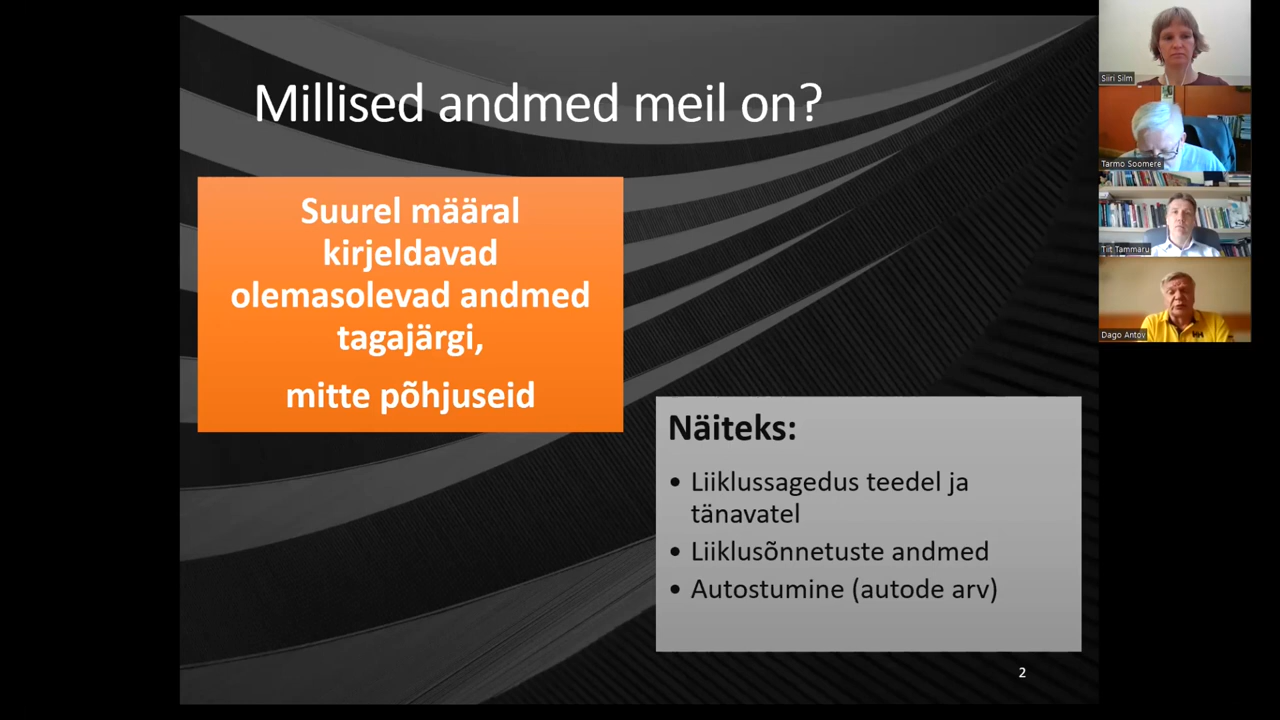 Millised andmed meil on?
Suurel määral
kirjeldavad
olemasolevad andmed
tagajärgi,
mitte põhjuseid
Näiteks:
• Liiklussagedus teedel ja
tänavatel
• Liiklusõnnetuste andmed
• Autostumine (autode arv)
2
Siiri Silm
Tarmo Soomere
Tiit Tammaru
Dago Antov